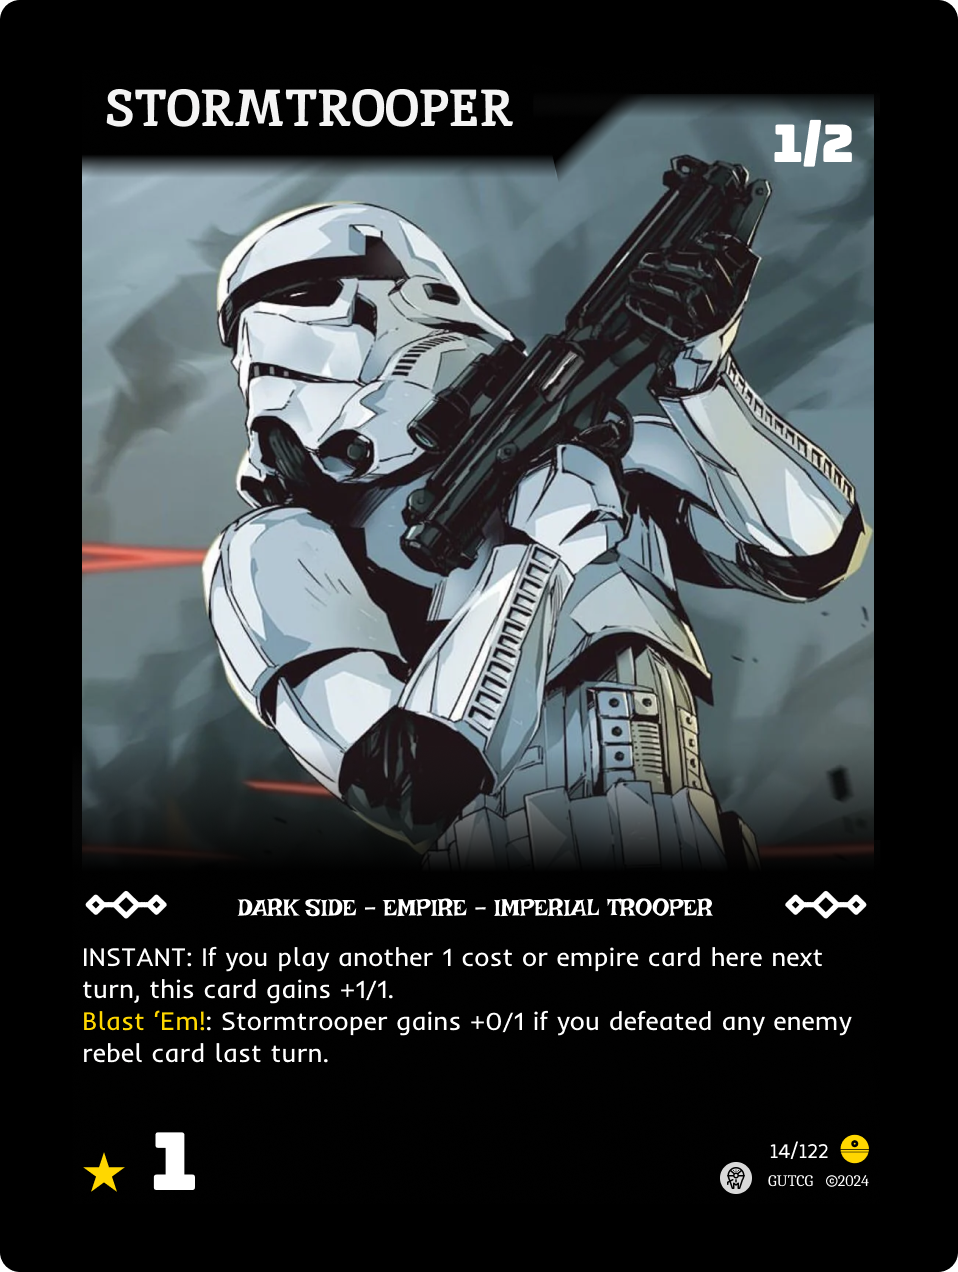 STORMTROOPER
1/2
DARK SIDE – EMPIRE – IMPERIAL TROOPER
INSTANT: If you play another 1 cost or empire card here next
turn, this card gains +1/1.
Blast ‘Em!: Stormtrooper gains +0/1 if you defeated any enemy
rebel card last turn.
1
14/122
GUTCG ©2024